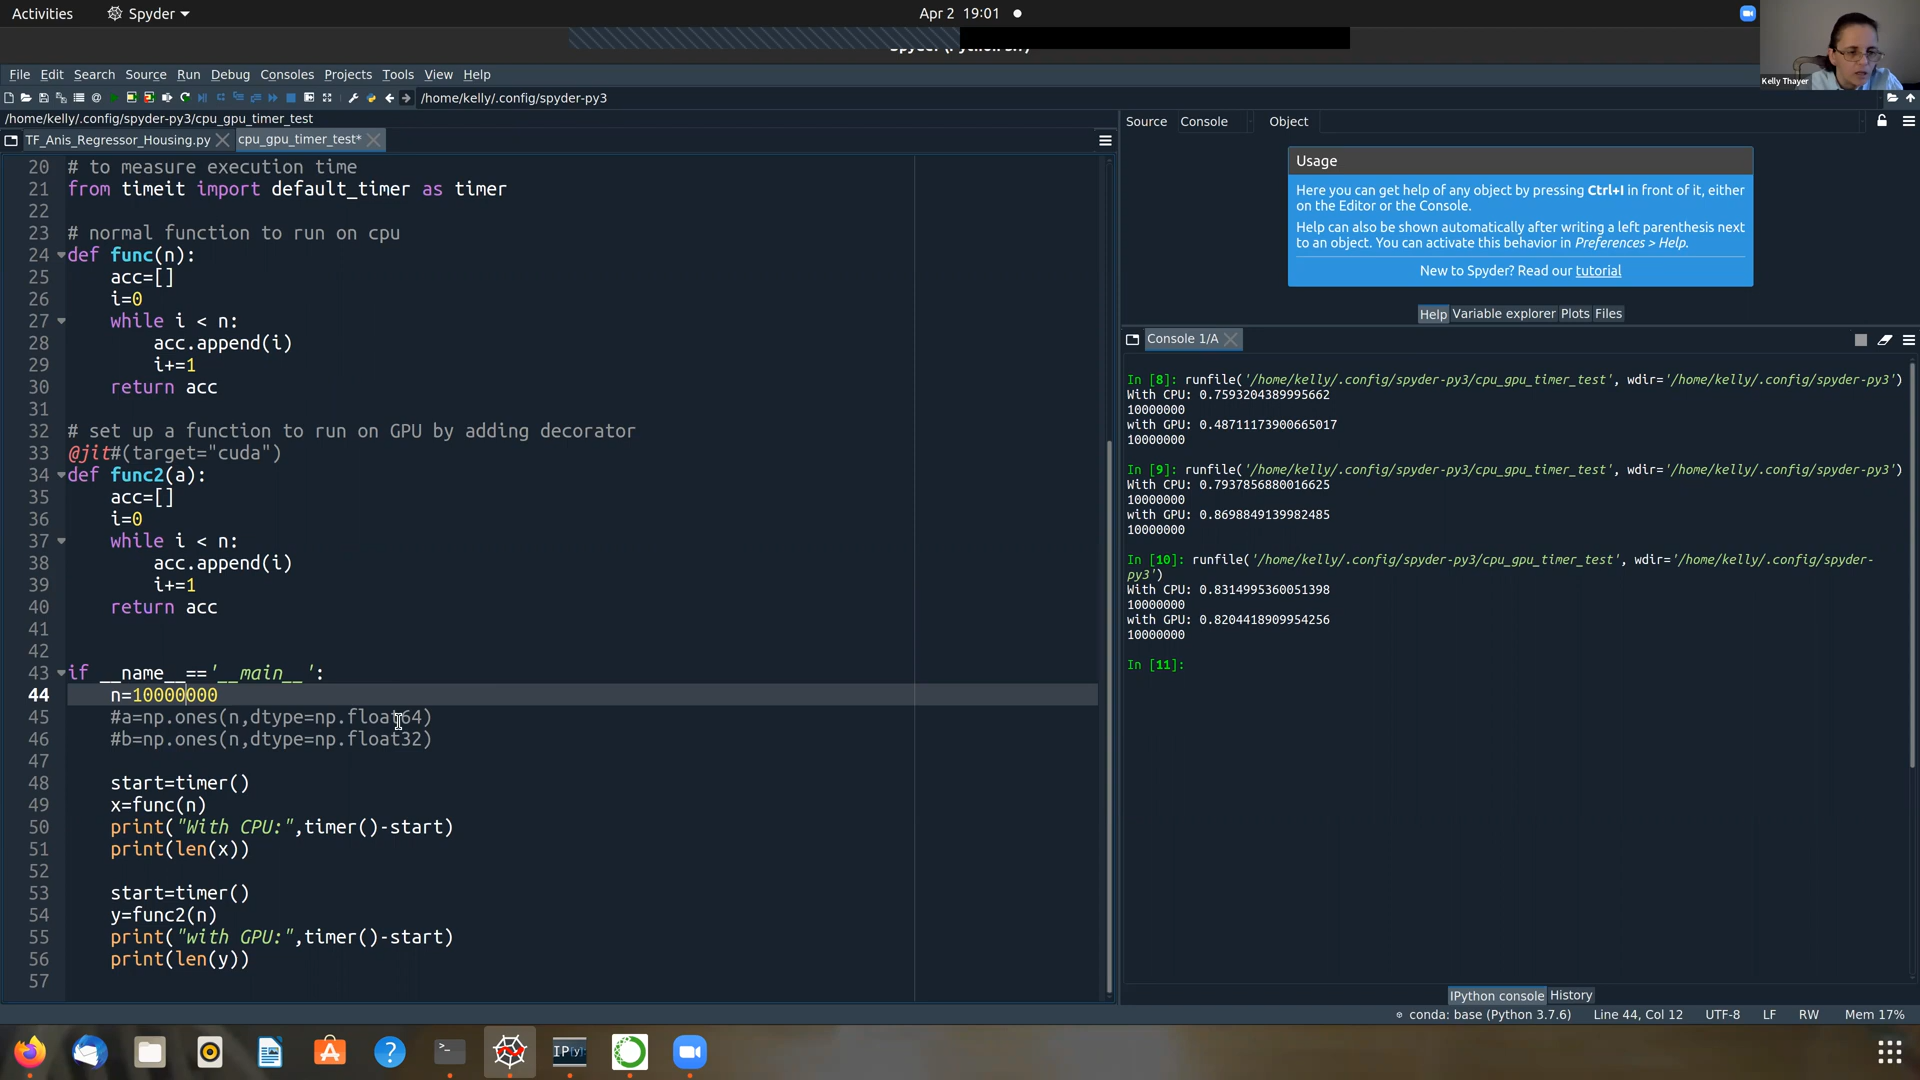 Activities
Spyder
Apr 2 19:01
Kelly Thayer
File Edit Search Source Run Debug Consoles Projects Tools View Help
/home/kelly/.config/spyder-py3
/home/kelly/.config/spyder-py3/cpu_gpu_timer_test
TF_Anis_Regressor_Housing.py
cpu_gpu_timer_test*
20 # to measure execution time
21 from timeit import default_timer as timer
22
23 # normal function to run on cpu
24 def func(n):
25 acc=[]
26 i=0
27 while i < n:
28 acc.append(i)
29 i+=1
30 return acc
31
32 # set up a function to run on GPU by adding decorator
33 @jit#(target="cuda")
34 def func2(a):
35 acc=[]
36 i=0
37 while i < n:
38 acc.append(i)
39 i+=1
40 return acc
41
42
43 if __name__=='__main__':
44 n=10000000
45 #a=np.ones(n,dtype=np.float64)
46 #b=np.ones(n,dtype=np.float32)
47
48 start=timer()
49 x=func(n)
50 print("With CPU:",timer()-start)
51 print(len(x))
52
53 start=timer()
54 y=func2(n)
55 print("with GPU:",timer()-start)
56 print(len(y))
57
Source Console Object
Usage
Here you can get help of any object by pressing Ctrl+I in front of it, either
on the Editor or the Console.
Help can also be shown automatically after writing a left parenthesis next
to an object. You can activate this behavior in Preferences > Help.
New to Spyder? Read our tutorial
Help Variable explorer Plots Files
Console 1/A
In [8]: runfile('/home/kelly/.config/spyder-py3/cpu_gpu_timer_test', wdir='/home/kelly/.config/spyder-py3')
With CPU: 0.7593204389995662
10000000
with GPU: 0.48711173900665017
10000000
In [9]: runfile('/home/kelly/.config/spyder-py3/cpu_gpu_timer_test', wdir='/home/kelly/.config/spyder-py3')
With CPU: 0.7937856880016625
10000000
with GPU: 0.8698849139982485
10000000
In [10]: runfile('/home/kelly/.config/spyder-py3/cpu_gpu_timer_test', wdir='/home/kelly/.config/spyder-
py3')
With CPU: 0.8314995360051398
10000000
with GPU: 0.8204418909954256
10000000
In [11]:
IPython console History
conda: base (Python 3.7.6) Line 44, Col 12 UTF-8 LF RW Mem 17%
IP[y]: